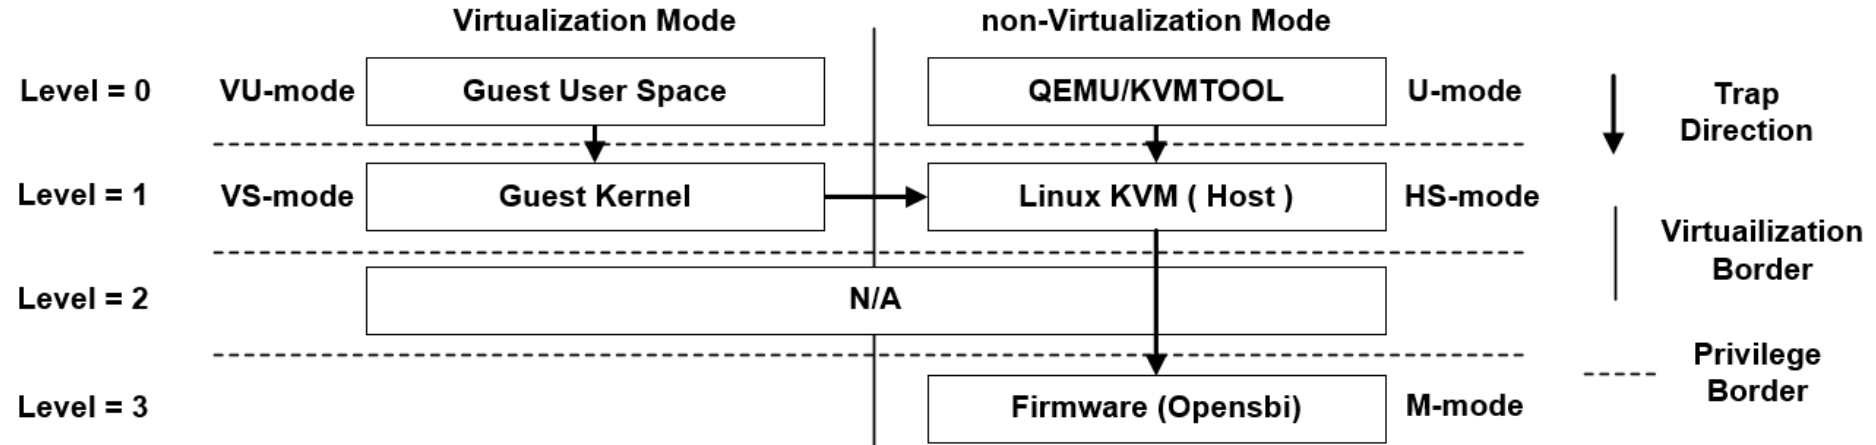 Virtualization Mode
non-Virtualization Mode
Level = 0
VU-mode
Guest User Space
QEMU/KVMTOOL
U-mode
Trap
Direction
Level = 1
VS-mode
Guest Kernel
Linux KVM ( Host )
HS-mode
Virtuailization
Border
Level = 2
N/A
Privilege
Border
Level = 3
Firmware (Opensbi)
M-mode